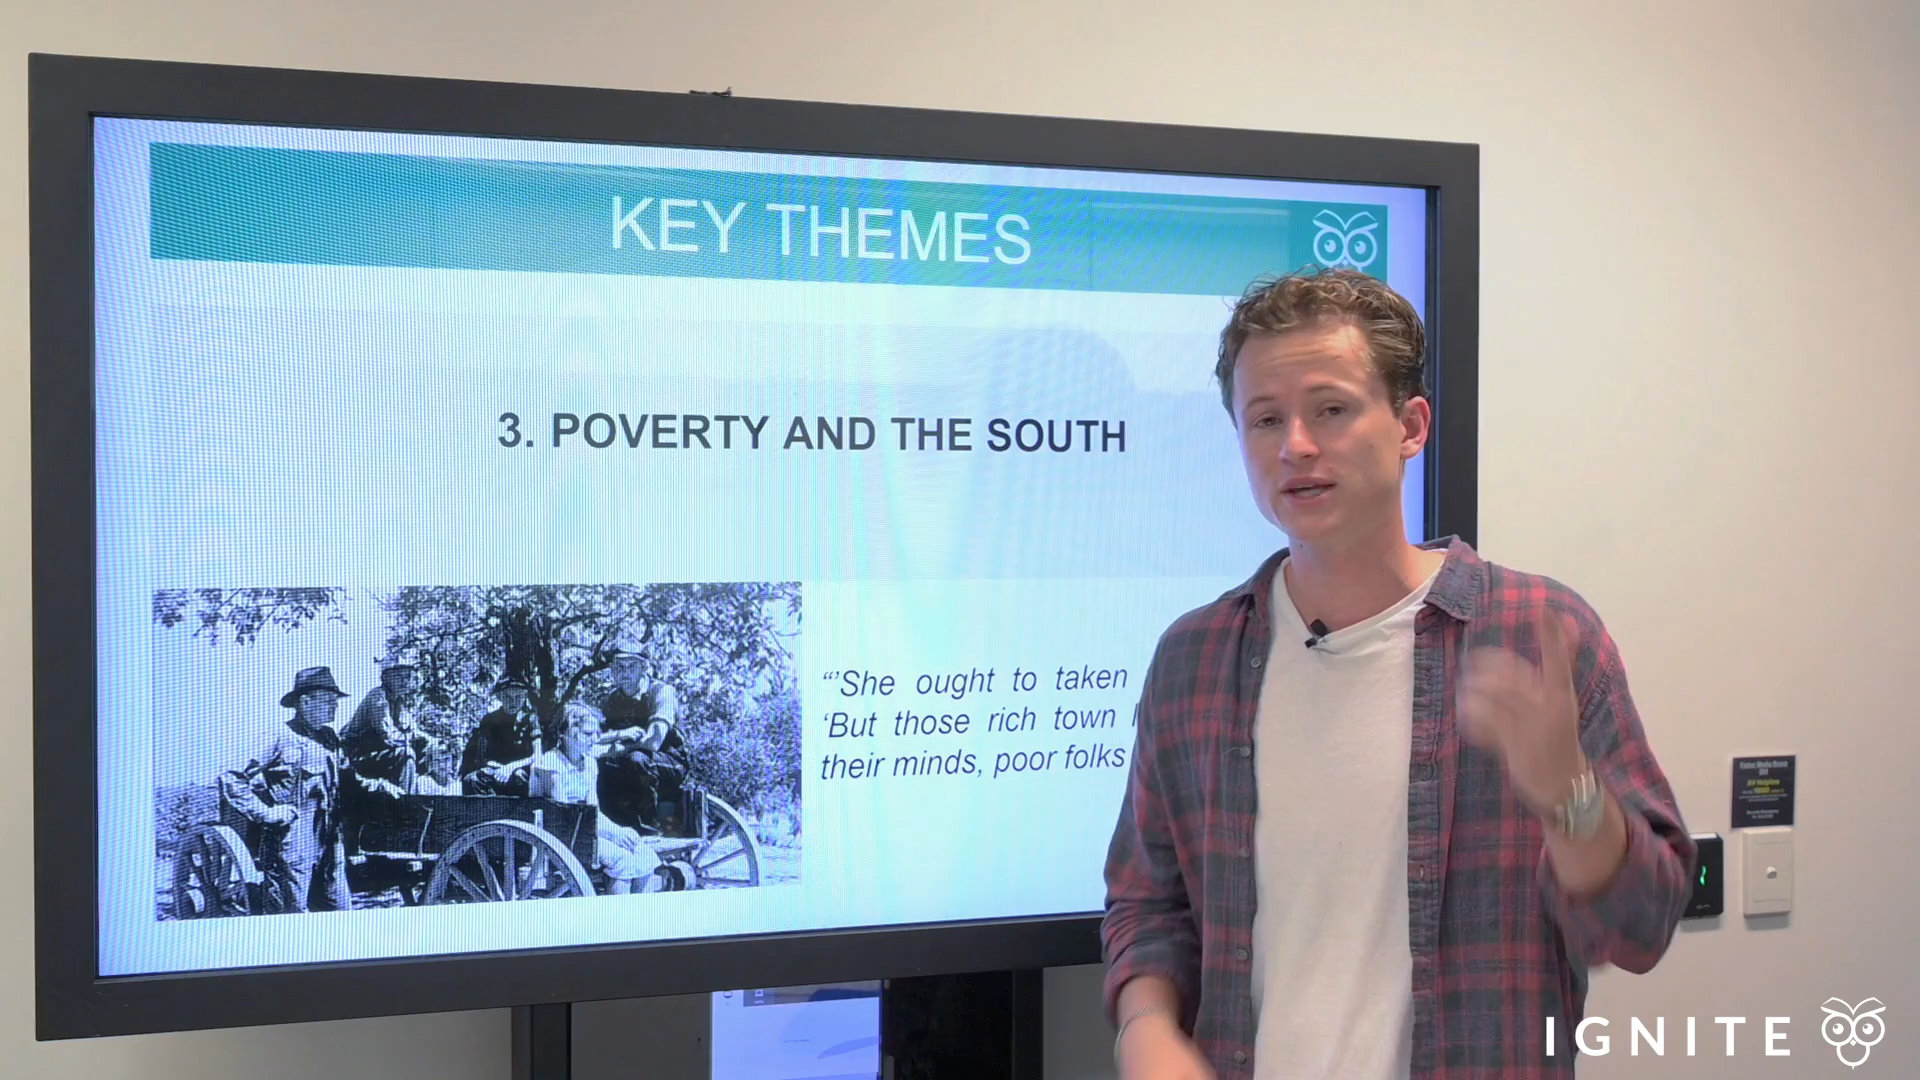 KEY THEMES
3. POVERTY AND THE SOUTH
“‘She ought to taken
‘But those rich town
their minds, poor folks
IGNITE